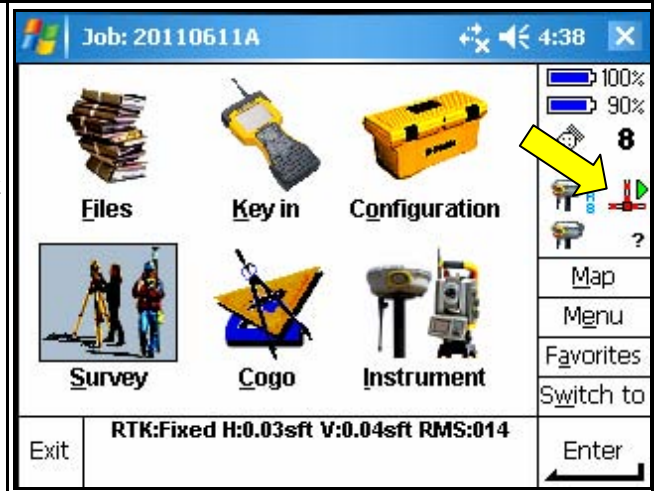 Job: 20110611A 4:38
100%
90%
8
R 8
?
Files Key in Configuration
Survey Cogo Instrument
Map
Menu
Favorites
Switch to
Exit RTK:Fixed H:0.03sft V:0.04sft RMS:014 Enter